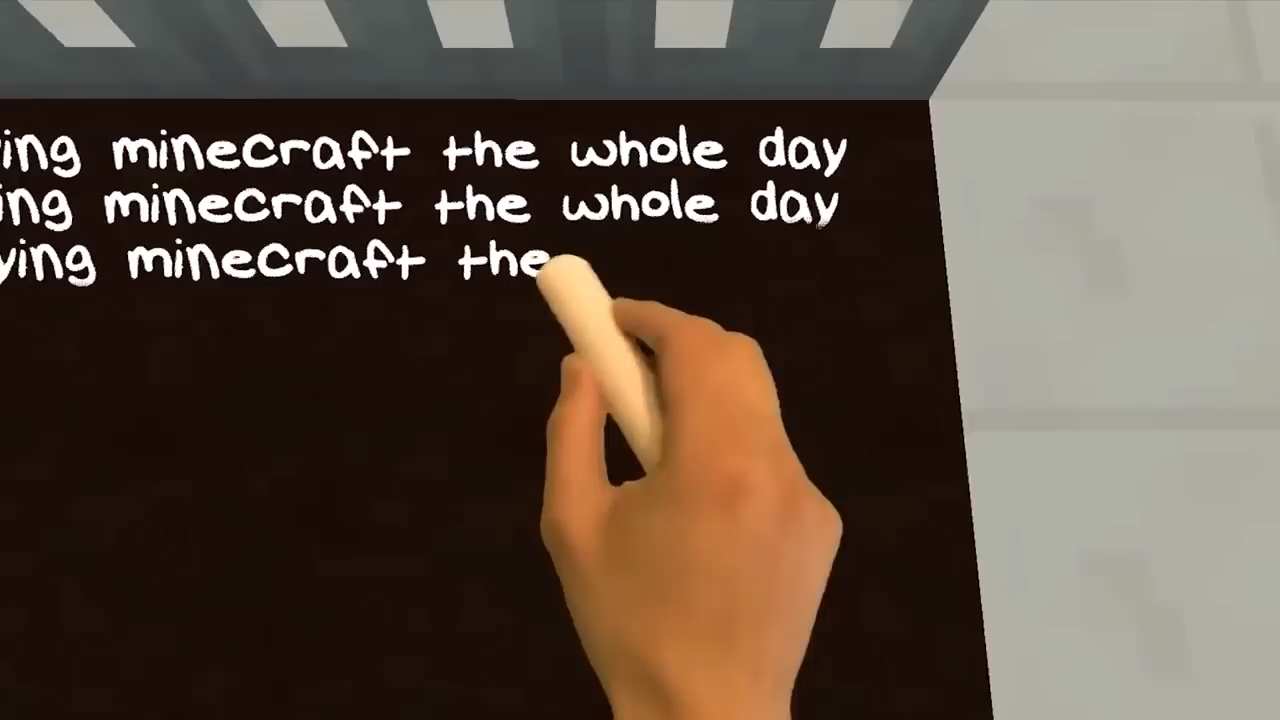 ing minecraft the whole day
ing minecraft the whole day
ying minecraft the